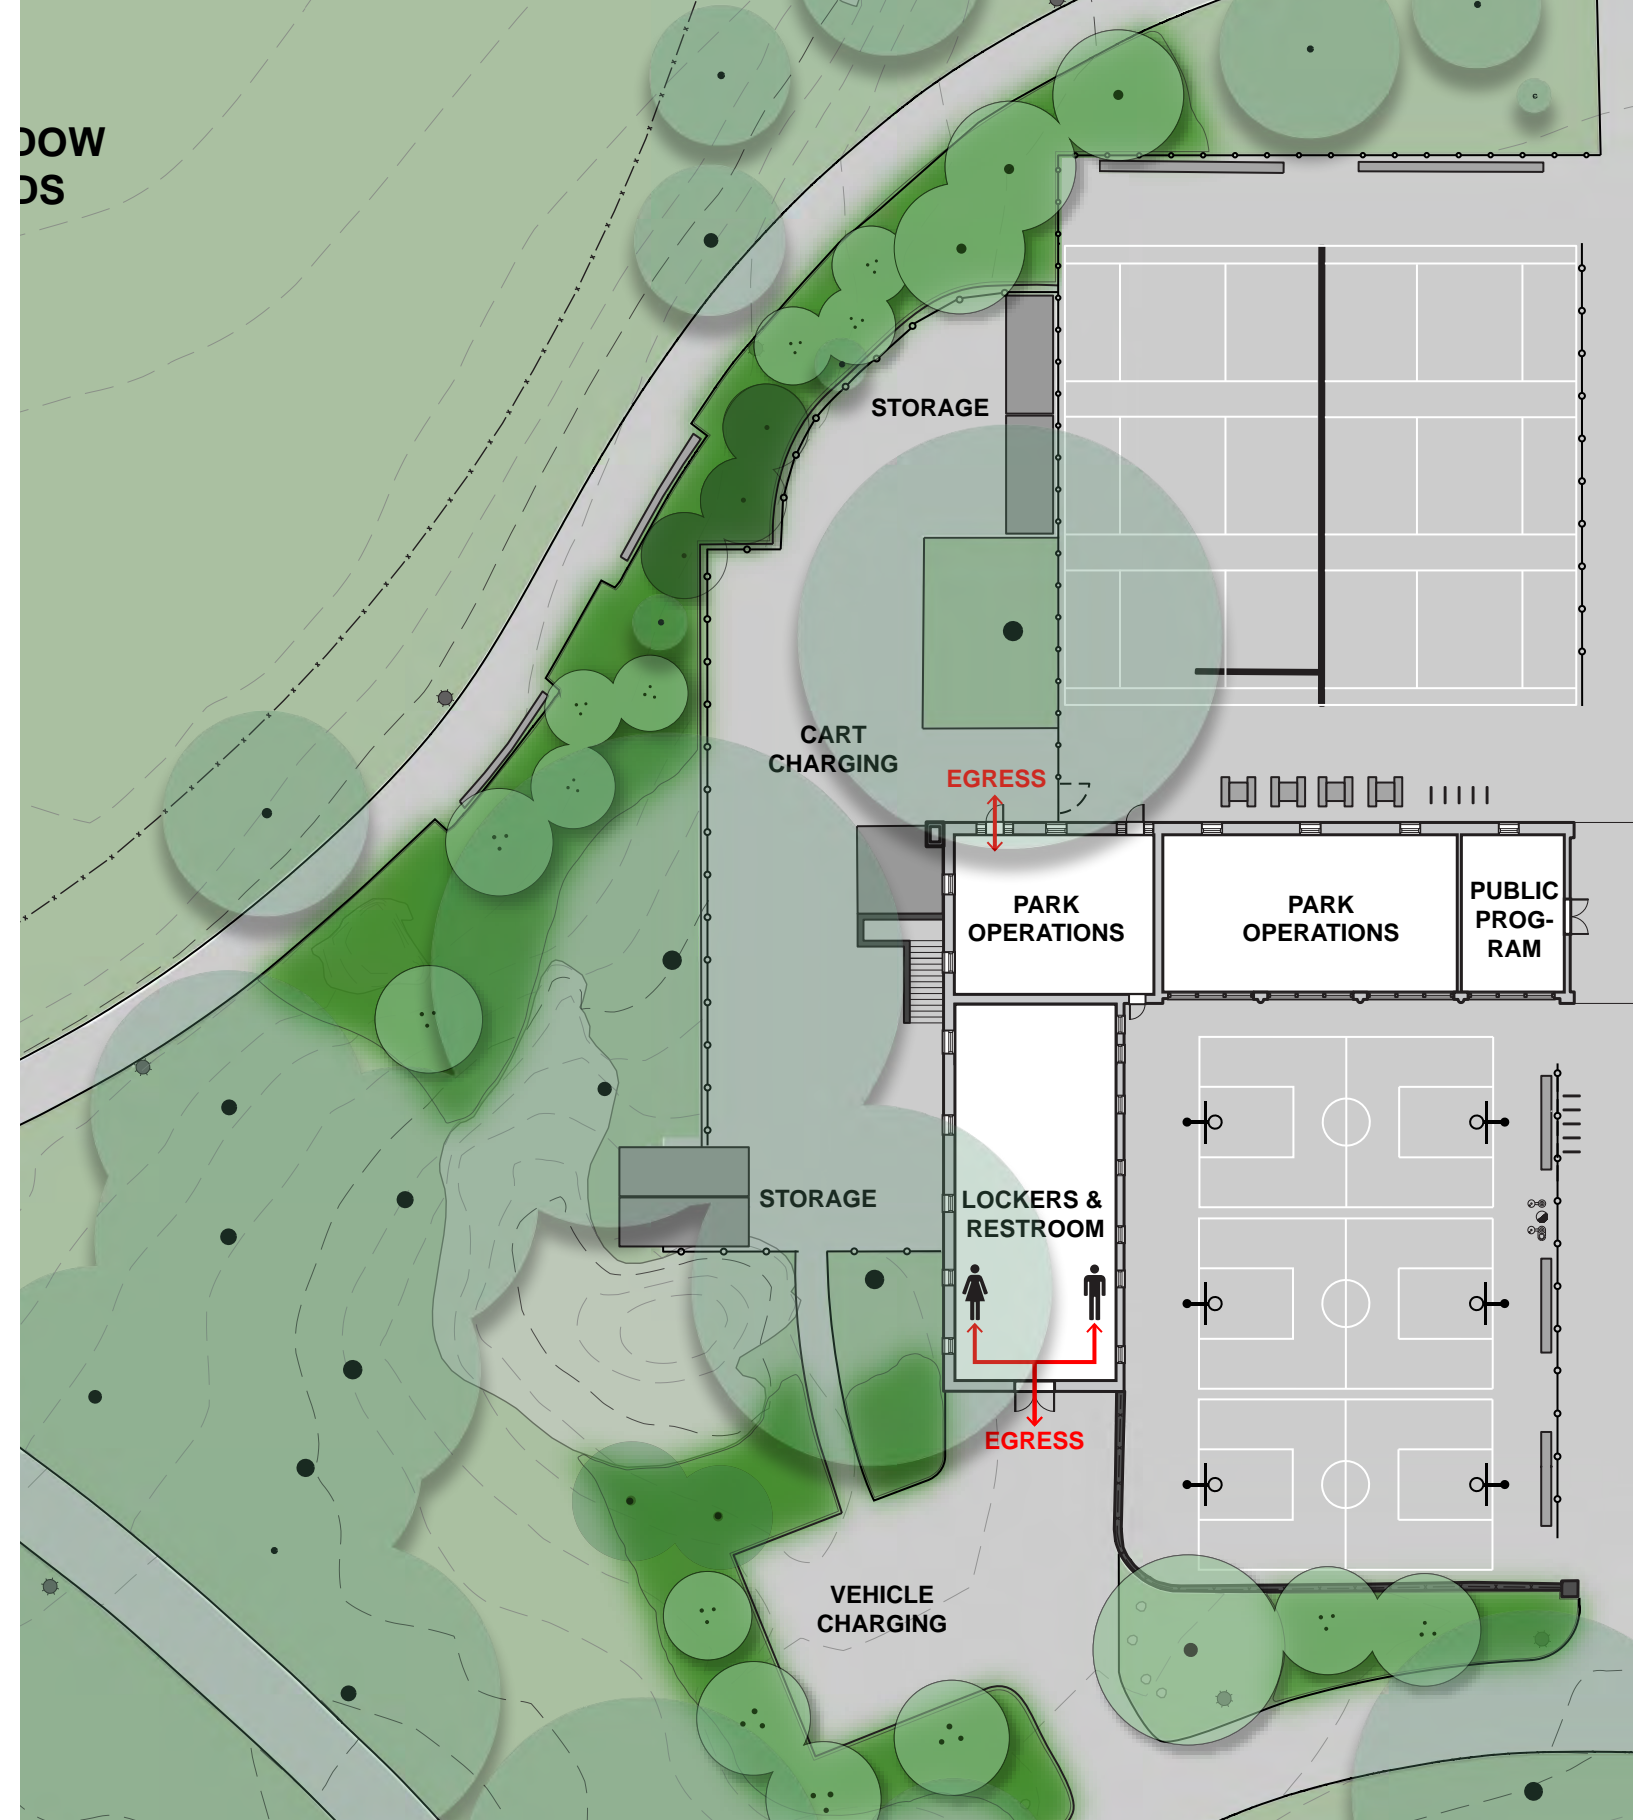 DOW
DS
STORAGE
CART
CHARGING
EGRESS
PARK
OPERATIONS
PARK
OPERATIONS
PUBLIC
PROG-
RAM
STORAGE
LOCKERS &
RESTROOM
EGRESS
VEHICLE
CHARGING